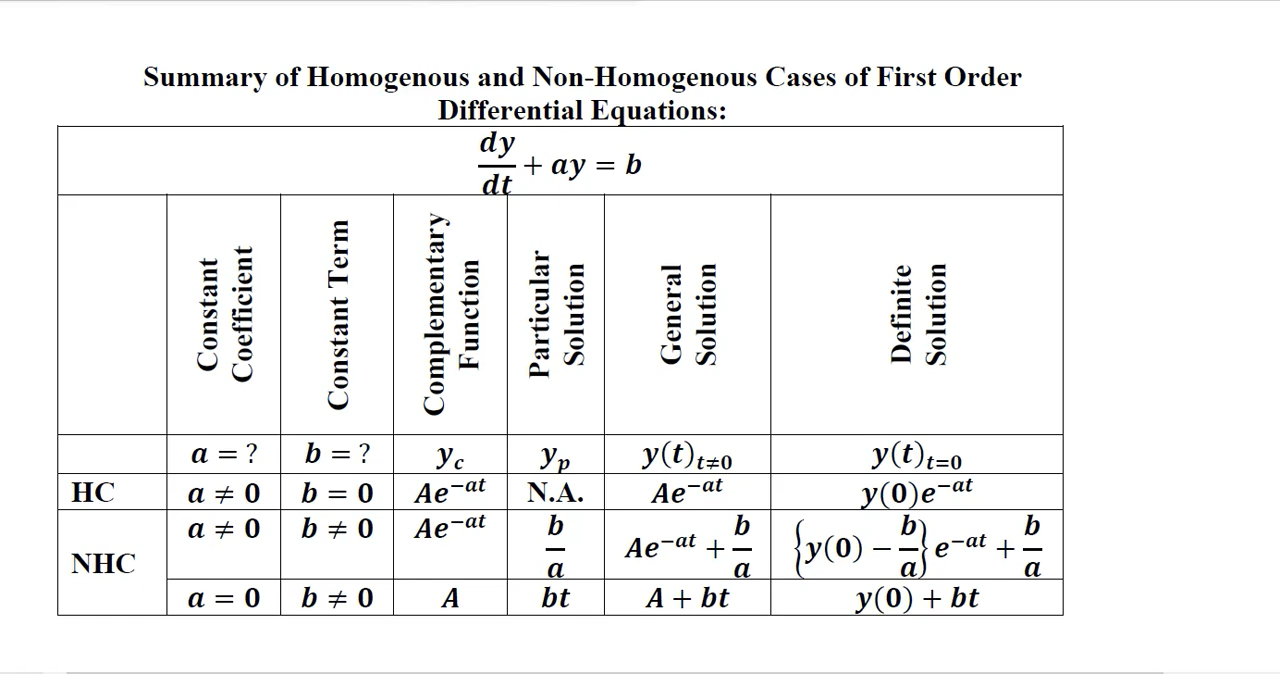 Summary of Homogenous and Non-Homogenous Cases of First Order
Differential Equations:
dy/dt + ay = b
Constant Coefficient
Constant Term
Complementary Function
Particular Solution
General Solution
Definite Solution
a = ? b = ? y_c y_p y(t)_{t≠0} y(t)_{t=0}
HC a ≠ 0 b = 0 Ae^{−at} N.A. Ae^{−at} y(0)e^{−at}
NHC a ≠ 0 b ≠ 0 Ae^{−at} b/a Ae^{−at} + b/a {y(0) − b/a} e^{−at} + b/a
a = 0 b ≠ 0 A bt A + bt y(0) + bt